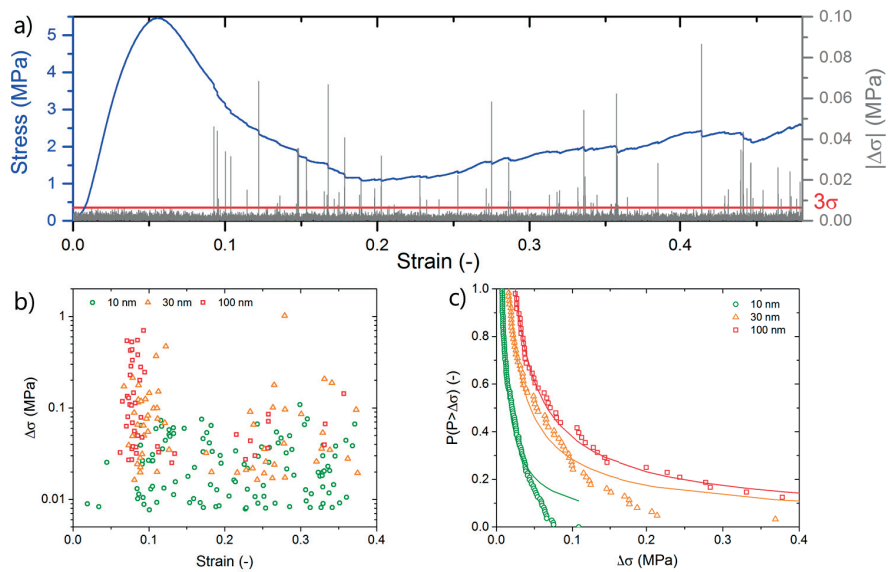 a)
5
4
3
2
1
0
Stress (MPa)
0.10
0.08
0.06
0.04
0.02
0.00
|Δσ| (MPa)
3σ
0.0 0.1 0.2 0.3 0.4
Strain (-)
b)
10 nm 30 nm 100 nm
1
0.1
0.01
Δσ (MPa)
0.0 0.1 0.2 0.3 0.4
Strain (-)
c)
10 nm
30 nm
100 nm
1.0
0.8
0.6
0.4
0.2
0.0
P(P>Δσ) (-)
0.0 0.1 0.2 0.3 0.4
Δσ (MPa)